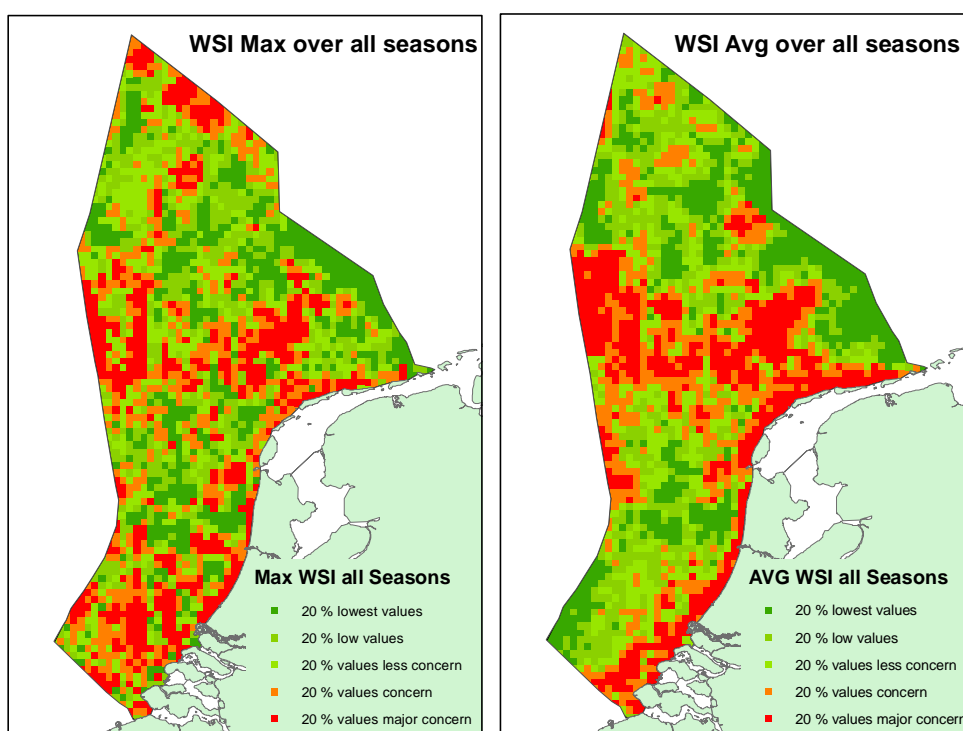 WSI Max over all seasons
Max WSI all Seasons
20 % lowest values
20 % low values
20 % values less concern
20 % values concern
20 % values major concern
WSI Avg over all seasons
AVG WSI all Seasons
20 % lowest values
20 % low values
20 % values less concern
20 % values concern
20 % values major concern